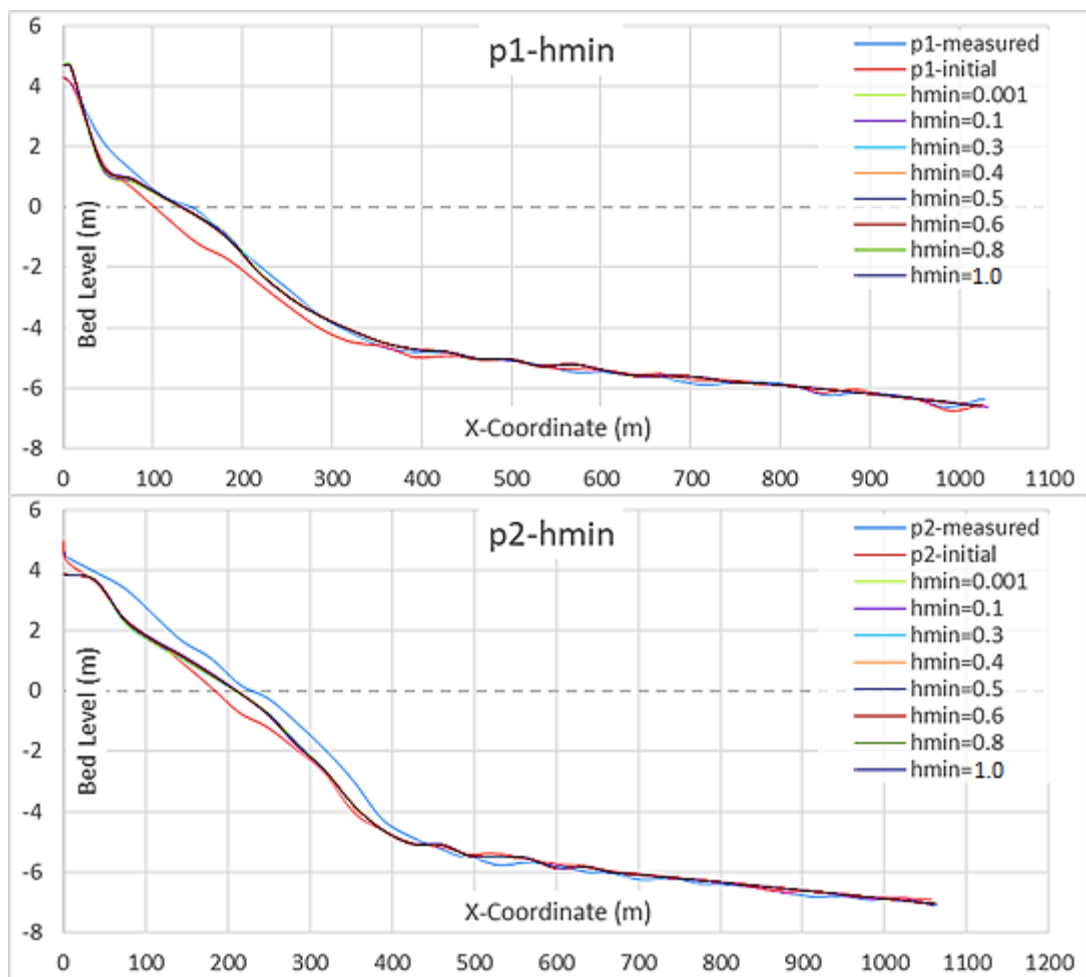 p1-hmin
6
4
2
0
-2
-4
-6
-8
Bed Level (m)
p1-measured
p1-initial
hmin=0.001
hmin=0.1
hmin=0.3
hmin=0.4
hmin=0.5
hmin=0.6
hmin=0.8
hmin=1.0
X-Coordinate (m)
0 100 200 300 400 500 600 700 800 900 1000 1100
p2-hmin
6
4
2
0
-2
-4
-6
-8
Bed Level (m)
p2-measured
p2-initial
hmin=0.001
hmin=0.1
hmin=0.3
hmin=0.4
hmin=0.5
hmin=0.6
hmin=0.8
hmin=1.0
X-Coordinate (m)
0 100 200 300 400 500 600 700 800 900 1000 1100 1200